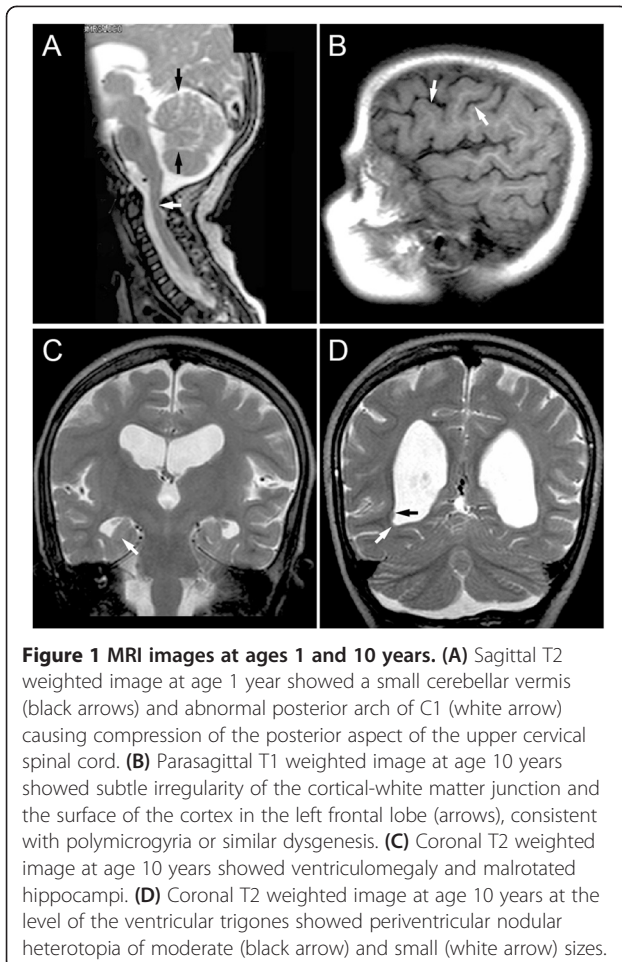 A
B
C
D
Figure 1 MRI images at ages 1 and 10 years. (A) Sagittal T2
weighted image at age 1 year showed a small cerebellar vermis
(black arrows) and abnormal posterior arch of C1 (white arrow)
causing compression of the posterior aspect of the upper cervical
spinal cord. (B) Parasagittal T1 weighted image at age 10 years
showed subtle irregularity of the cortical-white matter junction and
the surface of the cortex in the left frontal lobe (arrows), consistent
with polymicrogyria or similar dysgenesis. (C) Coronal T2 weighted
image at age 10 years showed ventriculomegaly and malrotated
hippocampi. (D) Coronal T2 weighted image at age 10 years at the
level of the ventricular trigones showed periventricular nodular
heterotopia of moderate (black arrow) and small (white arrow) sizes.